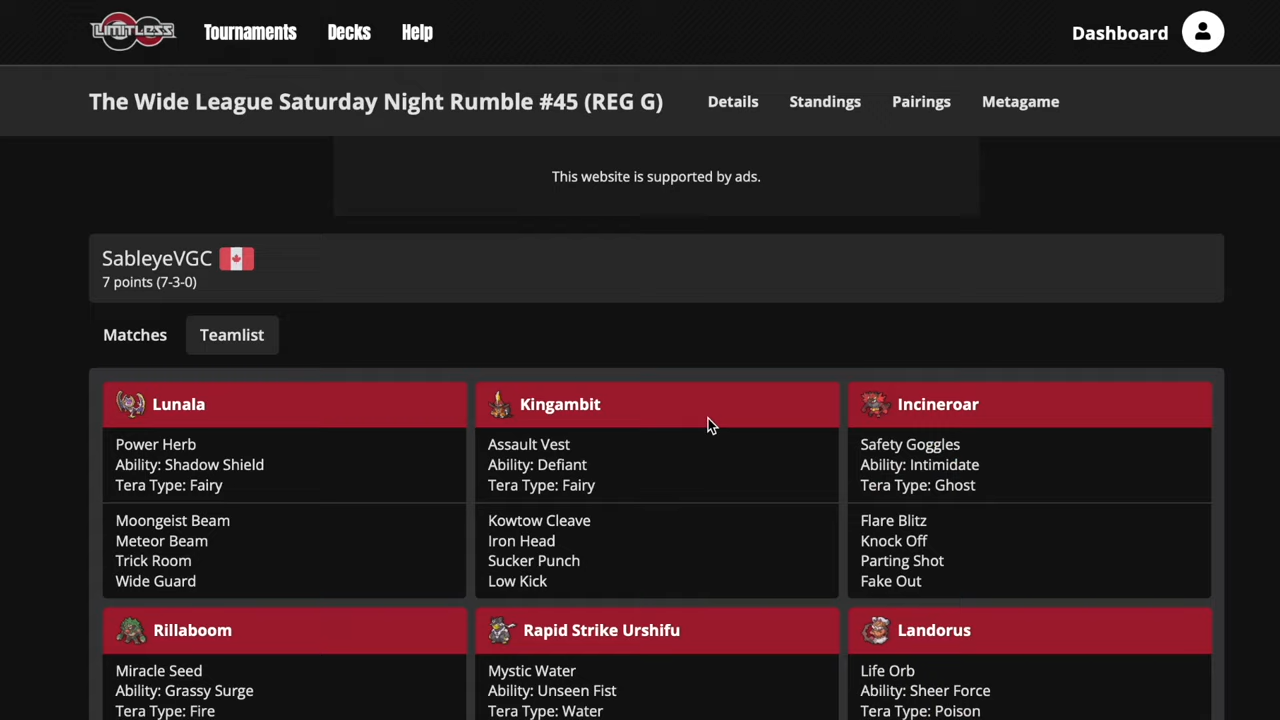 LIMITLESS
Tournaments
Decks
Help
Dashboard
The Wide League Saturday Night Rumble #45 (REG G)
Details
Standings
Pairings
Metagame
This website is supported by ads.
SableyeVGC
7 points (7-3-0)
Matches
Teamlist
Lunala
Power Herb
Ability: Shadow Shield
Tera Type: Fairy
Moongeist Beam
Meteor Beam
Trick Room
Wide Guard
Kingambit
Assault Vest
Ability: Defiant
Tera Type: Fairy
Kowtow Cleave
Iron Head
Sucker Punch
Low Kick
Incineroar
Safety Goggles
Ability: Intimidate
Tera Type: Ghost
Flare Blitz
Knock Off
Parting Shot
Fake Out
Rillaboom
Miracle Seed
Ability: Grassy Surge
Tera Type: Fire
Rapid Strike Urshifu
Mystic Water
Ability: Unseen Fist
Tera Type: Water
Landorus
Life Orb
Ability: Sheer Force
Tera Type: Poison